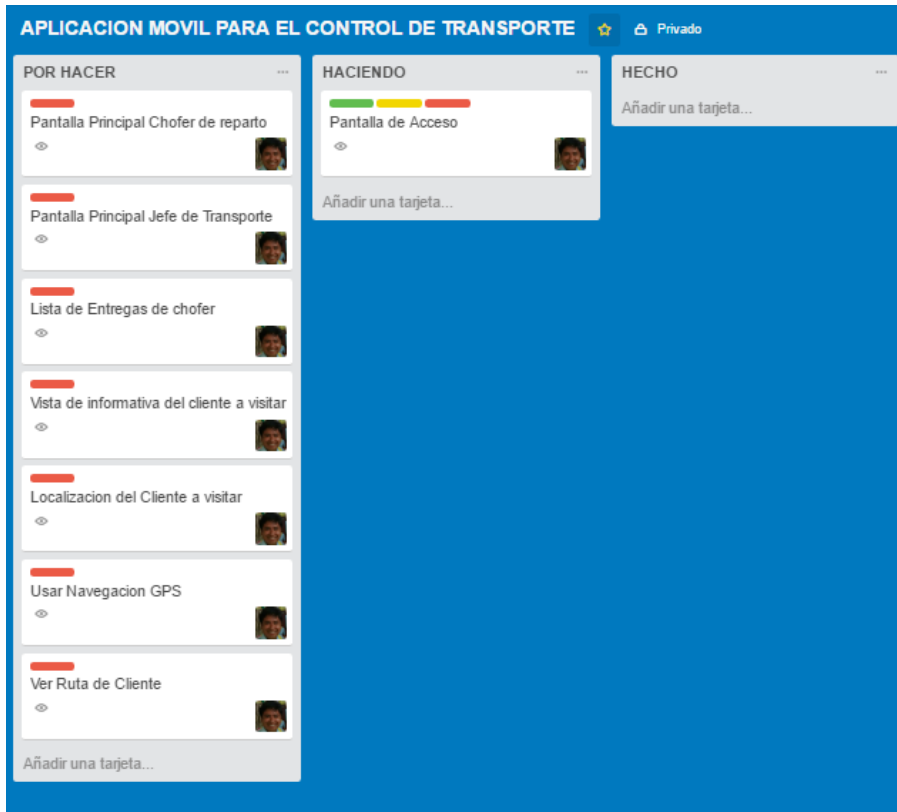 APLICACION MOVIL PARA EL CONTROL DE TRANSPORTE
Privado
POR HACER
Pantalla Principal Chofer de reparto
Pantalla Principal Jefe de Transporte
Lista de Entregas de chofer
Vista de informativa del cliente a visitar
Localizacion del Cliente a visitar
Usar Navegacion GPS
Ver Ruta de Cliente
Añadir una tarjeta...
HACIENDO
Pantalla de Acceso
Añadir una tarjeta...
HECHO
Añadir una tarjeta...